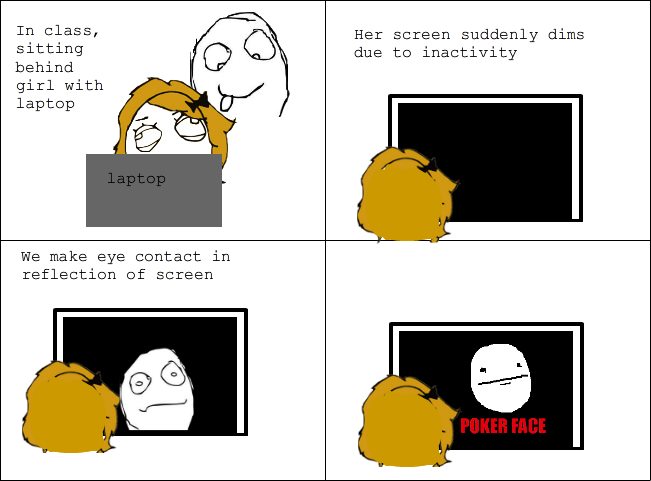 In class,
sitting
behind
girl with
laptop
laptop
Her screen suddenly dims
due to inactivity
We make eye contact in
reflection of screen
POKER FACE